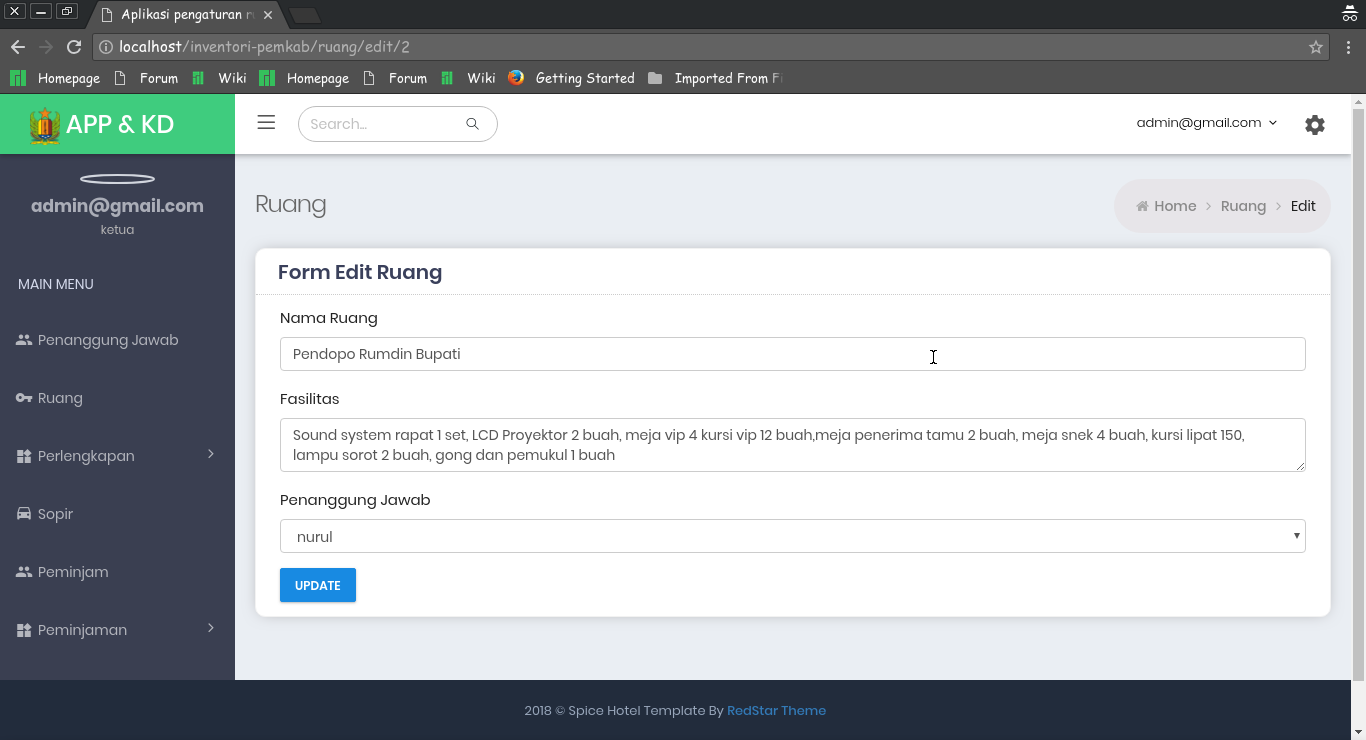 Aplikasi pengaturan r
localhost/inventori-pemkab/ruang/edit/2
Homepage Forum Wiki Homepage Forum Wiki Getting Started Imported From Fi
APP & KD
Search...
admin@gmail.com
admin@gmail.com
ketua
MAIN MENU
Penanggung Jawab
Ruang
Perlengkapan
Sopir
Peminjam
Peminjaman
Ruang
Home > Ruang > Edit
Form Edit Ruang
Nama Ruang
Pendopo Rumdin Bupati
Fasilitas
Sound system rapat 1 set, LCD Proyektor 2 buah, meja vip 4 kursi vip 12 buah,meja penerima tamu 2 buah, meja snek 4 buah, kursi lipat 150,
lampu sorot 2 buah, gong dan pemukul 1 buah
Penanggung Jawab
nurul
UPDATE
2018 © Spice Hotel Template By RedStar Theme